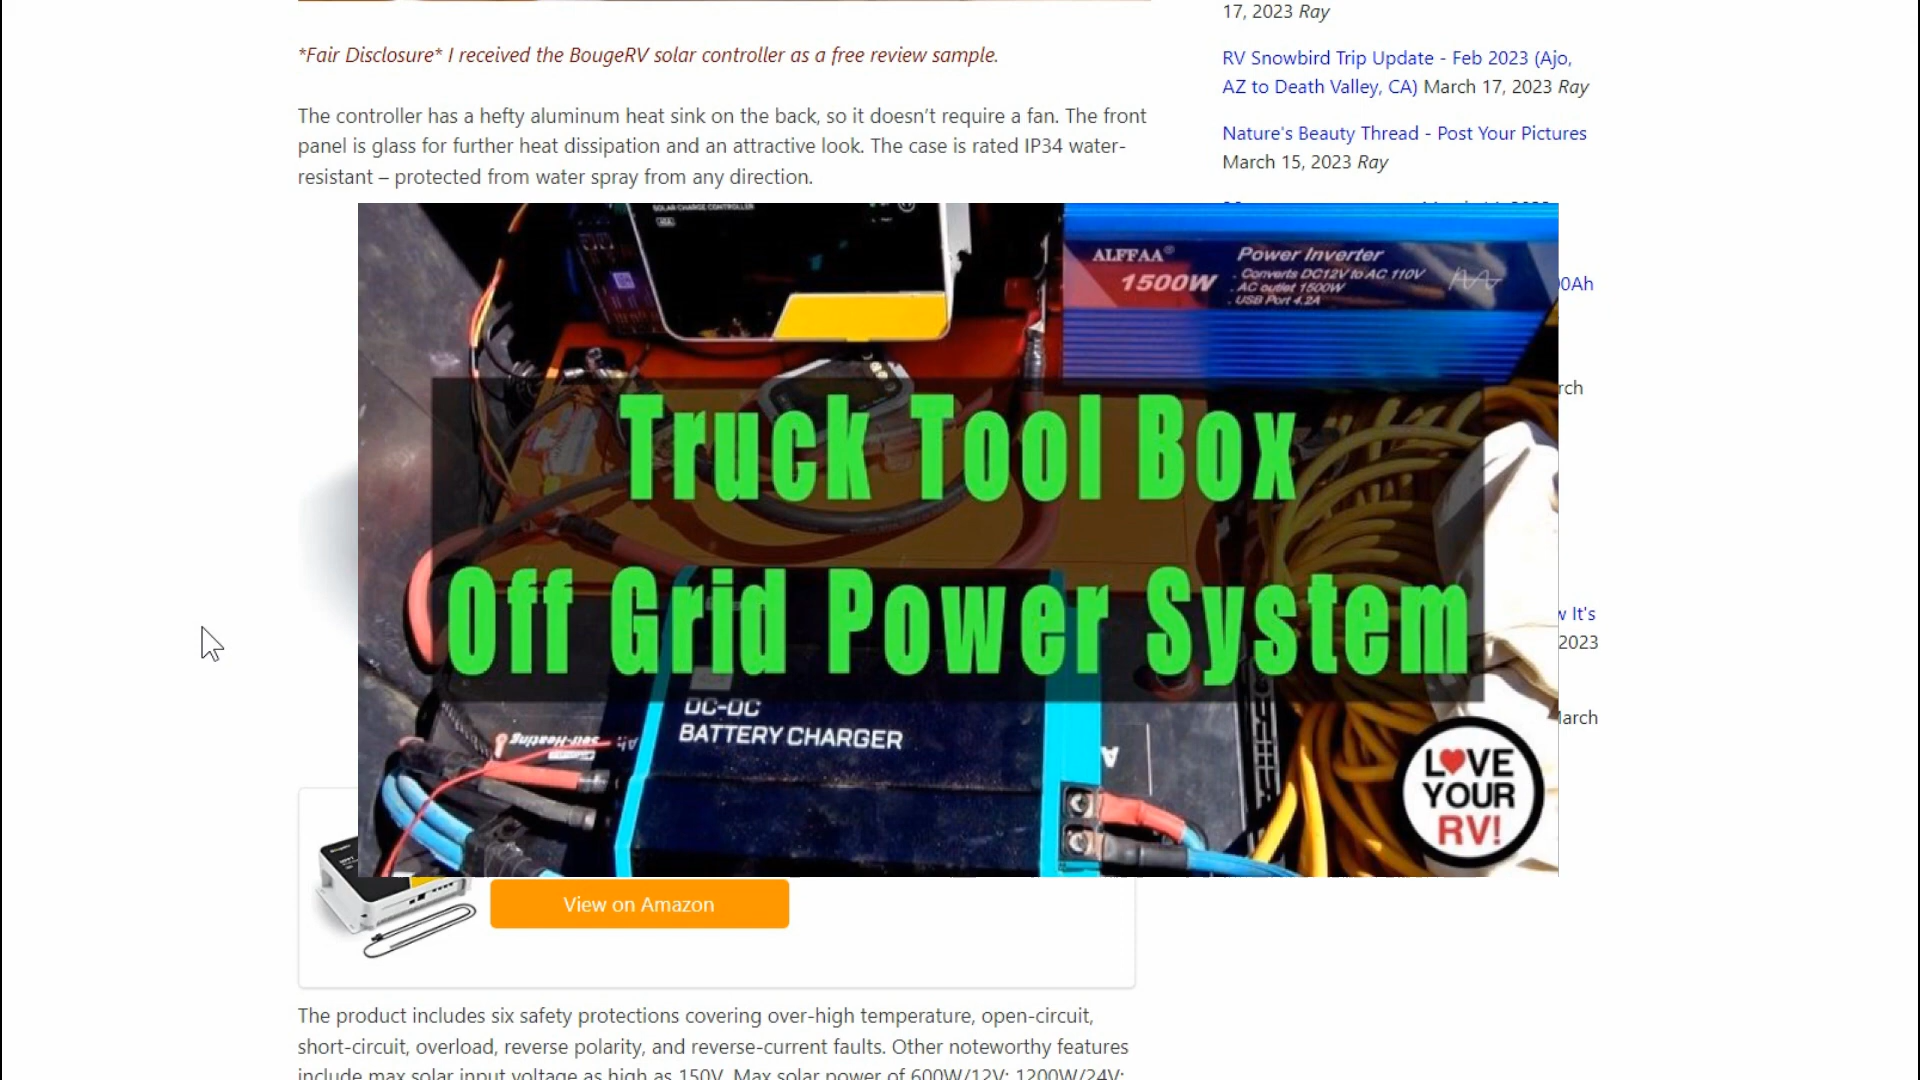 17, 2023 Ray
*Fair Disclosure* I received the BougeRV solar controller as a free review sample.
RV Snowbird Trip Update - Feb 2023 (Ajo,
AZ to Death Valley, CA) March 17, 2023 Ray
The controller has a hefty aluminum heat sink on the back, so it doesn’t require a fan. The front
panel is glass for further heat dissipation and an attractive look. The case is rated IP34 water-
resistant – protected from water spray from any direction.
Nature's Beauty Thread - Post Your Pictures
March 15, 2023 Ray
SOLAR CHARGE CONTROLLER
ALFFAA®
1500W
Power Inverter
. Converts DC12V to AC 110V
. AC outlet 1500W
. USB Port 4.2A
0Ah
rch
Truck Tool Box
Off Grid Power System
It's
2023
arch
DC-DC
BATTERY CHARGER
Self-Heating
Ah
A
LOVE
YOUR
RV!
View on Amazon
The product includes six safety protections covering over-high temperature, open-circuit,
short-circuit, overload, reverse polarity, and reverse-current faults. Other noteworthy features
include max solar input voltage as high as 150V. Max solar power of 600W/12V; 1200W/24V;